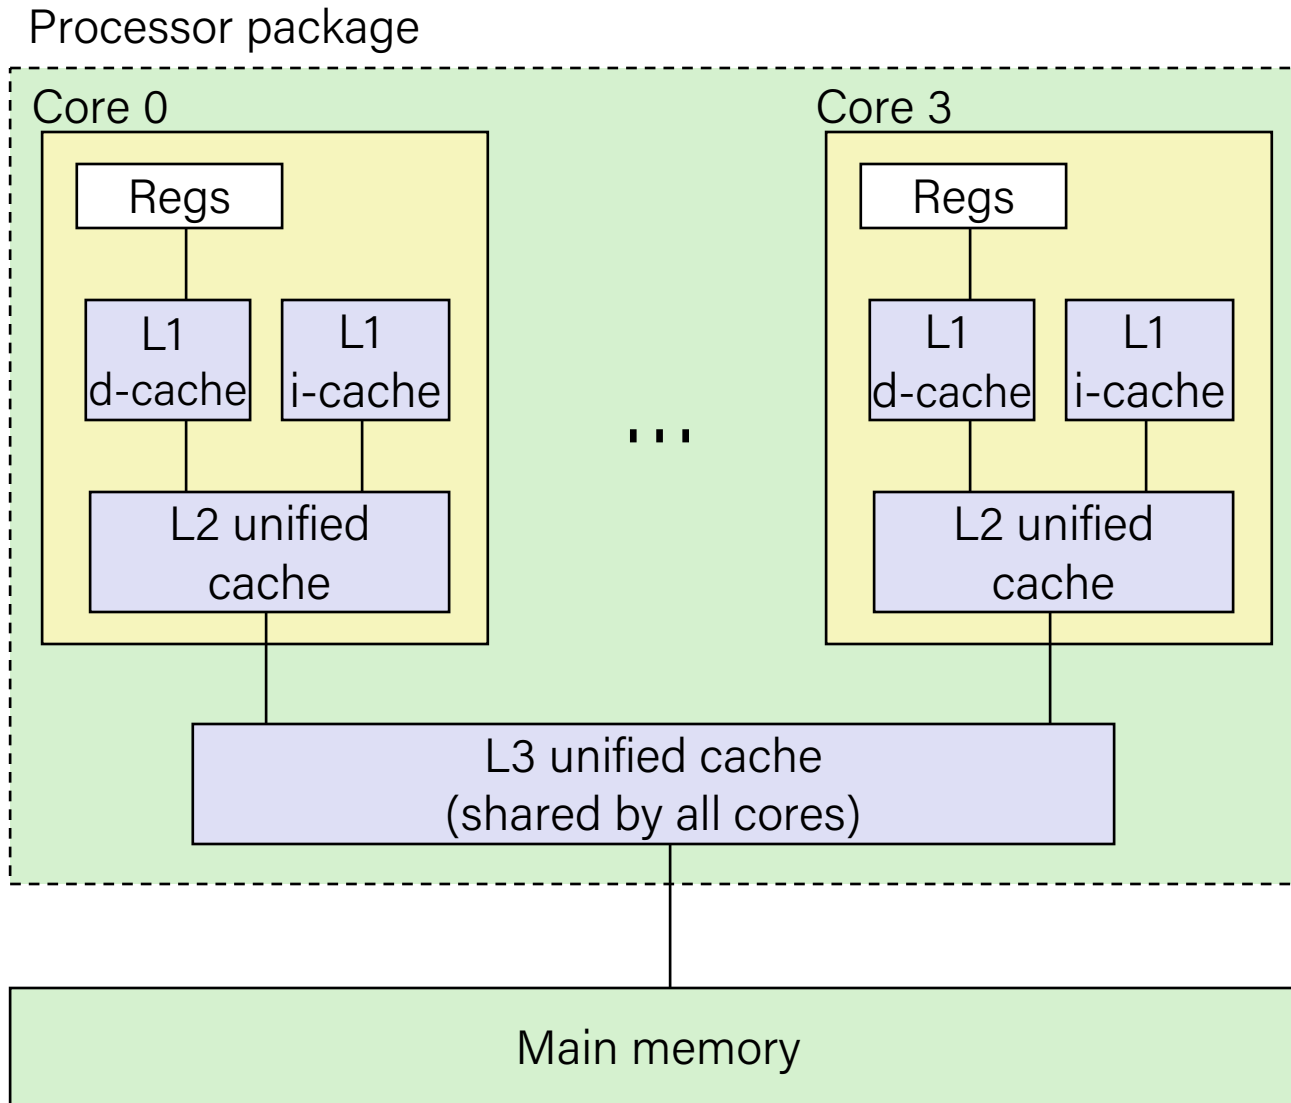 Processor package
Core 0
Core 3
Regs
Regs
L1
d-cache
L1
i-cache
L1
d-cache
L1
i-cache
...
L2 unified
cache
L2 unified
cache
L3 unified cache
(shared by all cores)
Main memory